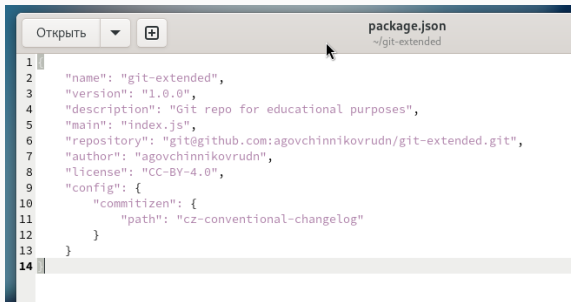 Открыть
package.json
~/git-extended
1 {
2 "name": "git-extended",
3 "version": "1.0.0",
4 "description": "Git repo for educational purposes",
5 "main": "index.js",
6 "repository": "git@github.com:agovchinnikovrudn/git-extended.git",
7 "author": "agovchinnikovrudn",
8 "license": "CC-BY-4.0",
9 "config": {
10 "commitizen": {
11 "path": "cz-conventional-changelog"
12 }
13 }
14 }